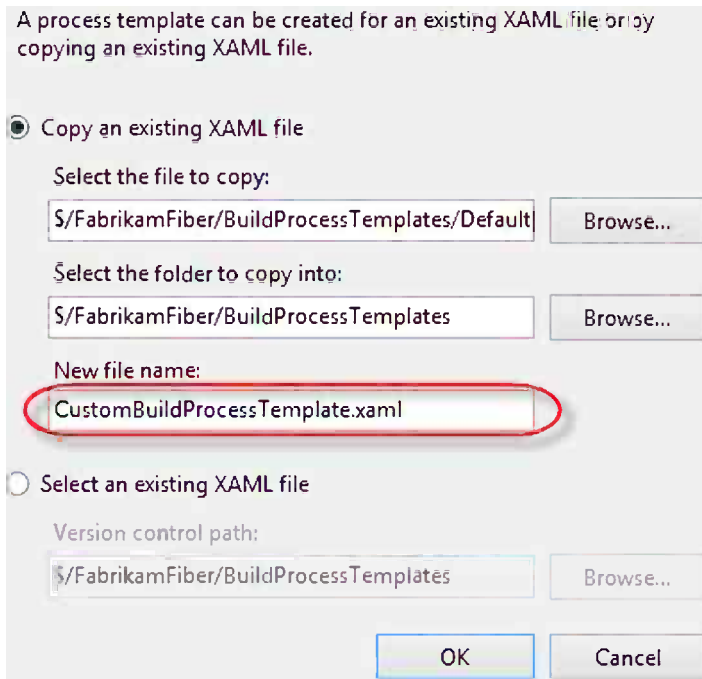 A process template can be created for an existing XAML file or by
copying an existing XAML file.
Copy an existing XAML file
Select the file to copy:
$/FabrikamFiber/BuildProcessTemplates/Default
Browse...
Select the folder to copy into:
$/FabrikamFiber/BuildProcessTemplates
Browse...
New file name:
CustomBuildProcessTemplate.xaml
Select an existing XAML file
Version control path:
$/FabrikamFiber/BuildProcessTemplates
Browse...
OK
Cancel